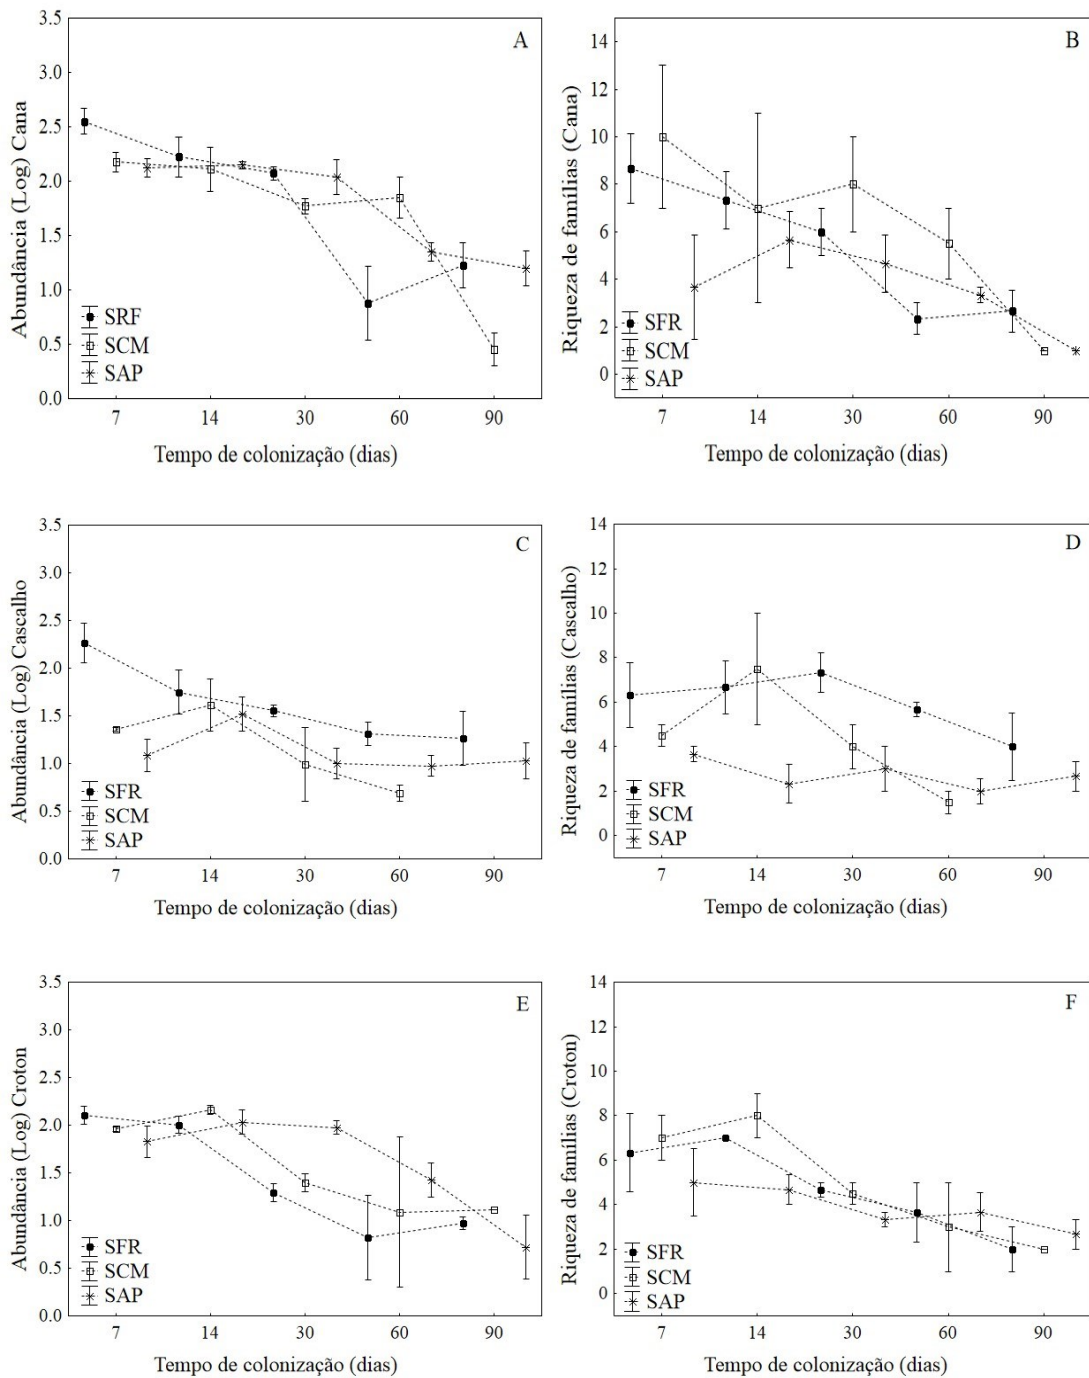 A
Abundância (Log) Cana
3.5
3.0
2.5
2.0
1.5
1.0
0.5
0.0
SRF
SCM
SAP
7 14 30 60 90
Tempo de colonização (dias)
B
Riqueza de famílias (Cana)
14
12
10
8
6
4
2
0
SFR
SCM
SAP
7 14 30 60 90
Tempo de colonização (dias)
C
Abundância (Log) Cascalho
3.5
3.0
2.5
2.0
1.5
1.0
0.5
0.0
SFR
SCM
SAP
7 14 30 60 90
Tempo de colonização (dias)
D
Riqueza de famílias (Cascalho)
14
12
10
8
6
4
2
0
SFR
SCM
SAP
7 14 30 60 90
Tempo de colonização (dias)
E
Abundância (Log) Croton
3.5
3.0
2.5
2.0
1.5
1.0
0.5
0.0
SFR
SCM
SAP
7 14 30 60 90
Tempo de colonização (dias)
F
Riqueza de famílias (Croton)
14
12
10
8
6
4
2
0
SFR
SCM
SAP
7 14 30 60 90
Tempo de colonização (dias)